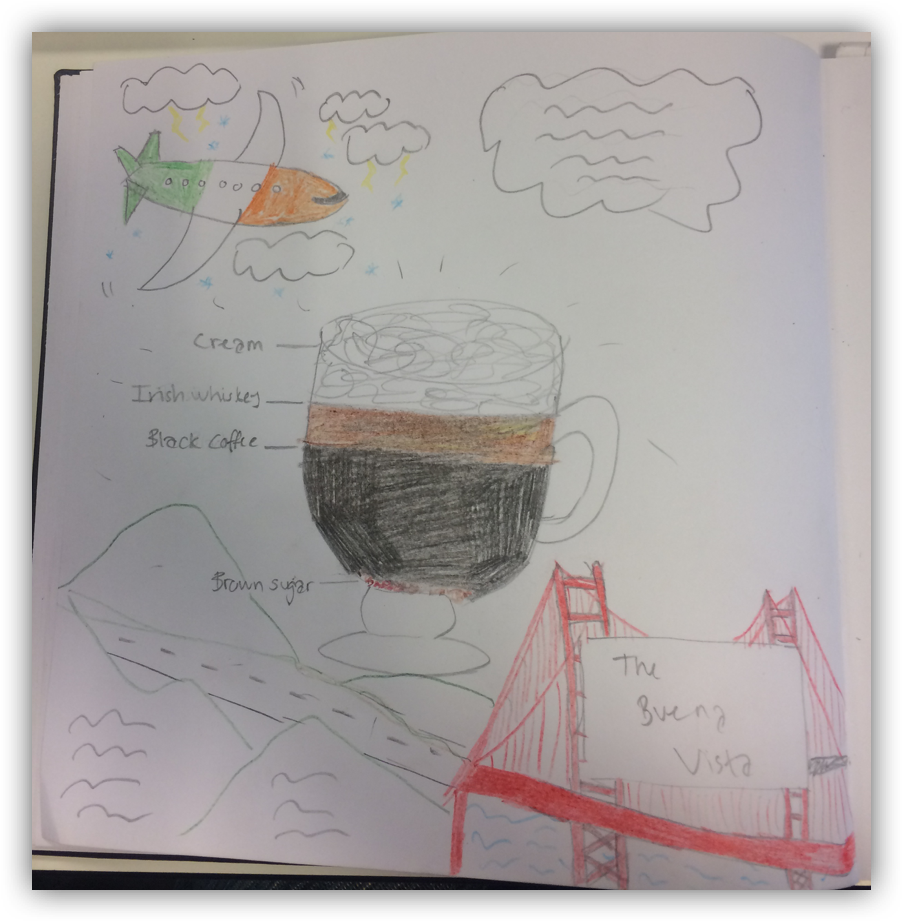 Cream
Irish whiskey
Black Coffee
Brown sugar
The
Buena
Vista